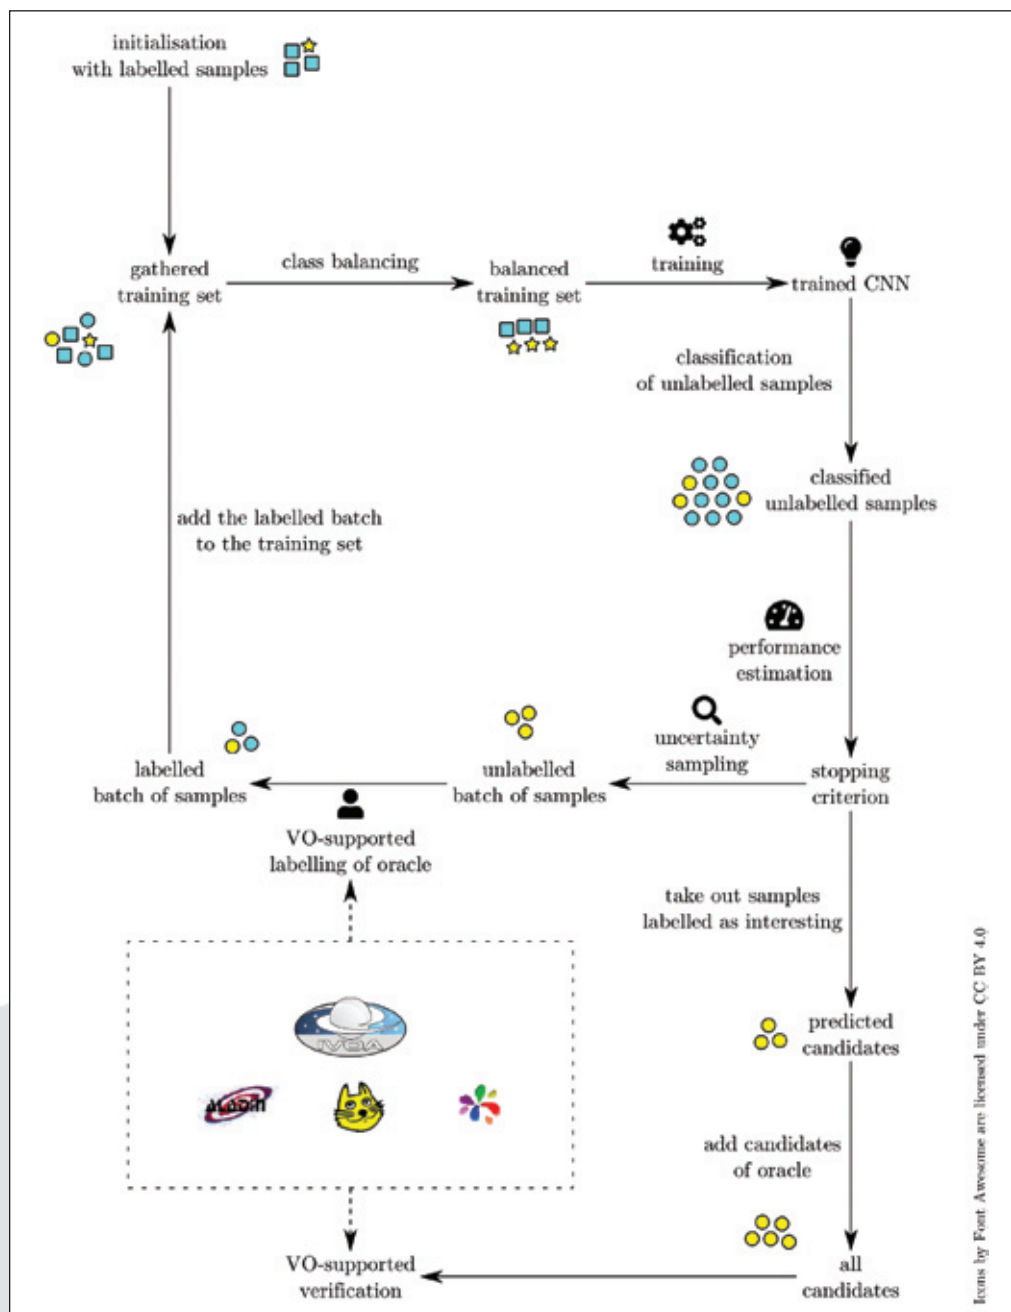 initialisation
with labelled samples
gathered
training set
class balancing
balanced
training set
training
trained CNN
classification
of unlabelled samples
classified
unlabelled samples
add the labelled batch
to the training set
performance
estimation
uncertainty
sampling
labelled
batch of samples
unlabelled
batch of samples
stopping
criterion
VO-supported
labelling of oracle
take out samples
labelled as interesting
IVOA
ALADIN
predicted
candidates
add candidates
of oracle
VO-supported
verification
all
candidates
Icons by Font Awesome are licensed under CC BY 4.0